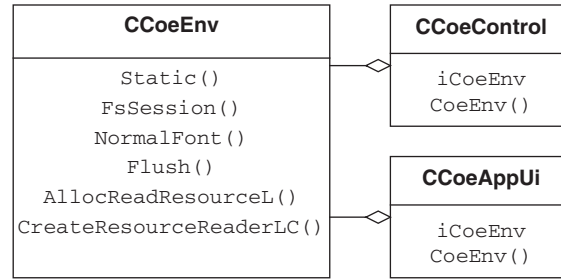 CCoeEnv
Static()
FsSession()
NormalFont()
Flush()
AllocReadResourceL()
CreateResourceReaderLC()
CCoeControl
iCoeEnv
CoeEnv()
CCoeAppUi
iCoeEnv
CoeEnv()